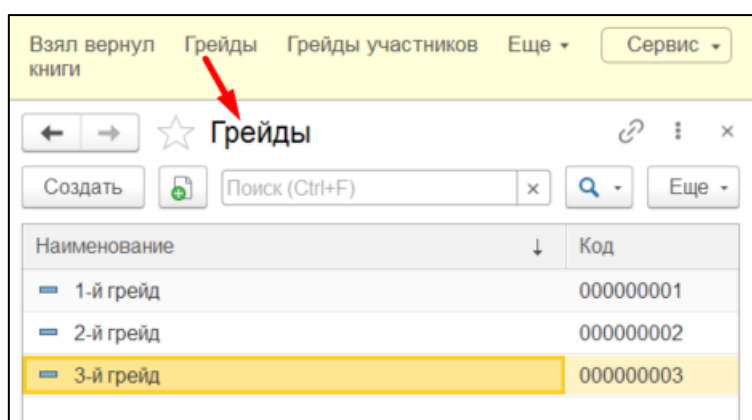 Взял вернул Грейды Грейды участников Еще Сервис
книги
Грейды
Создать Поиск (Ctrl+F) × Еще
Наименование ↓ Код
1-й грейд 000000001
2-й грейд 000000002
3-й грейд 000000003